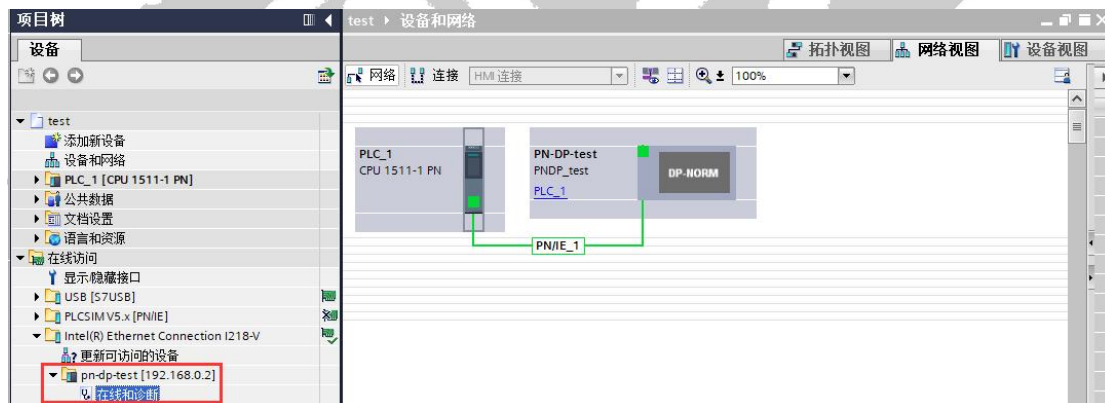 项目树
test ▸ 设备和网络
设备
拓扑视图
网络视图
设备视图
网络
连接
HMI 连接
100%
test
添加新设备
设备和网络
PLC_1 [CPU 1511-1 PN]
公共数据
文档设置
语言和资源
在线访问
显示/隐藏接口
USB [S7USB]
PLCSIM V5.x [PN/IE]
Intel(R) Ethernet Connection I218-V
更新可访问的设备
pn-dp-test [192.168.0.2]
在线和诊断
PLC_1
CPU 1511-1 PN
PN-DP-test
PNDP_test
PLC_1
DP-NORM
PN/IE_1